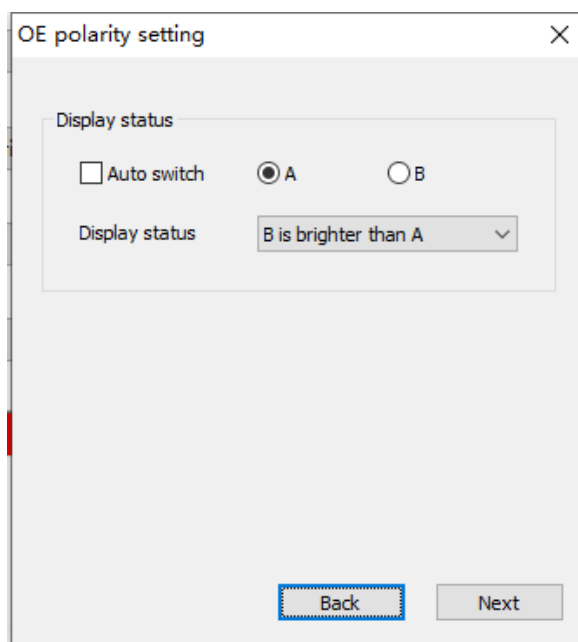 OE polarity setting
Display status
Auto switch A B
Display status B is brighter than A
Back Next